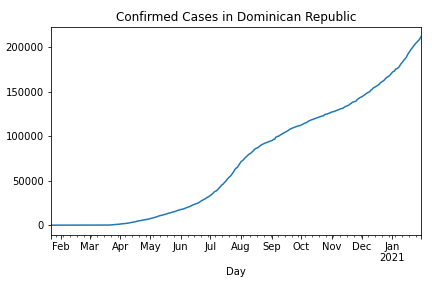 Confirmed Cases in Dominican Republic
200000
150000
100000
50000
0
Feb Mar Apr May Jun Jul Aug Sep Oct Nov Dec Jan
2021
Day